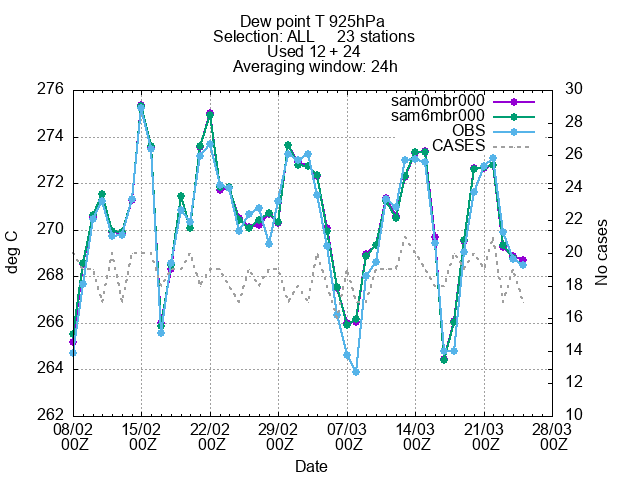 Dew point T 925hPa
Selection: ALL 23 stations
Used 12 + 24
Averaging window: 24h
276
274
272
270
268
266
264
262
deg C
30
28
26
24
22
20
18
16
14
12
10
No cases
sam0mbr000
sam6mbr000
OBS
CASES
08/02 15/02 22/02 29/02 07/03 14/03 21/03 28/03
00Z 00Z 00Z 00Z 00Z 00Z 00Z 00Z
Date